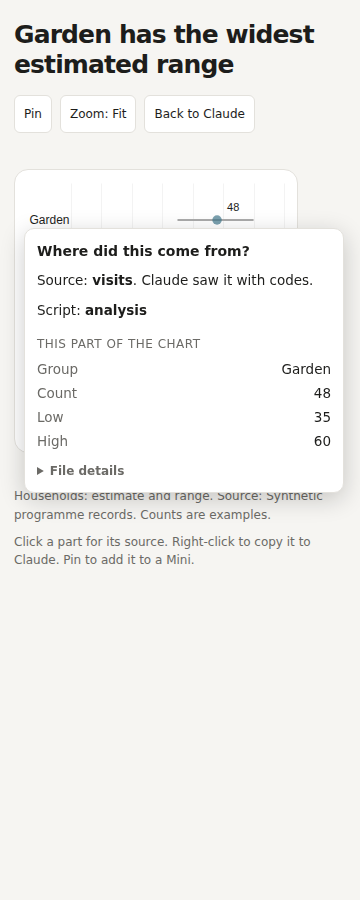 Garden has the widest
estimated range
Pin
Zoom: Fit
Back to Claude
48
Garden
Where did this come from?
Source: visits. Claude saw it with codes.
Script: analysis
THIS PART OF THE CHART
Group Garden
Count 48
Low 35
High 60
File details
Households: estimate and range. Source: Synthetic
programme records. Counts are examples.
Click a part for its source. Right-click to copy it to
Claude. Pin to add it to a Mini.